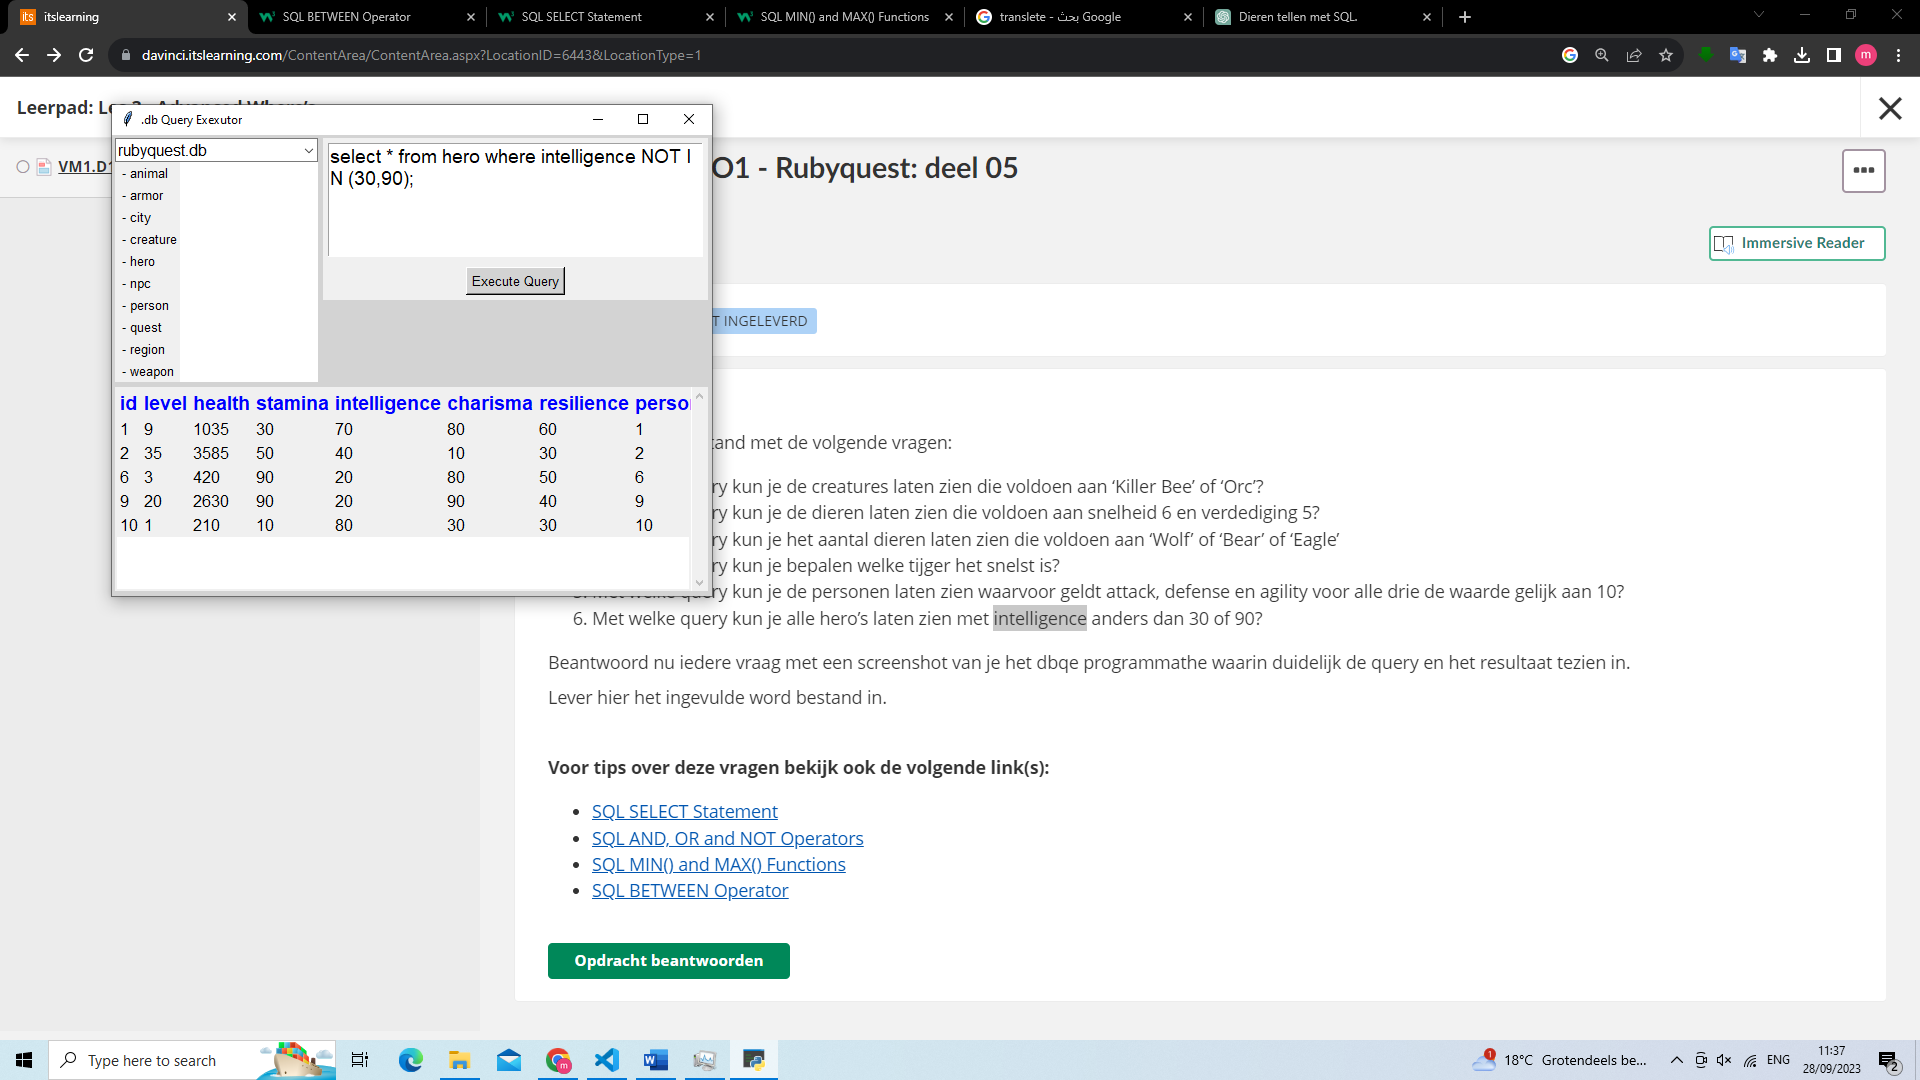 itslearning
SQL BETWEEN Operator
SQL SELECT Statement
SQL MIN() and MAX() Functions
translete - بحث Google
Dieren tellen met SQL.
davinci.itslearning.com/ContentArea/ContentArea.aspx?LocationID=6443&LocationType=1
m
Leerpad: Le
.db Query Exexutor
rubyquest.db
- animal
- armor
- city
- creature
- hero
- npc
- person
- quest
- region
- weapon
select * from hero where intelligence NOT I
N (30,90);
Execute Query
id level health stamina intelligence charisma resilience person
1 9 1035 30 70 80 60 1
2 35 3585 50 40 10 30 2
6 3 420 90 20 80 50 6
9 20 2630 90 20 90 40 9
10 1 210 10 80 30 30 10
VM1.D1
O1 - Rubyquest: deel 05
Immersive Reader
T INGELEVERD
tand met de volgende vragen:
ry kun je de creatures laten zien die voldoen aan ‘Killer Bee’ of ‘Orc’?
ry kun je de dieren laten zien die voldoen aan snelheid 6 en verdediging 5?
ry kun je het aantal dieren laten zien die voldoen aan ‘Wolf’ of ‘Bear’ of ‘Eagle’
ry kun je bepalen welke tijger het snelst is?
5. Met welke query kun je de personen laten zien waarvoor geldt attack, defense en agility voor alle drie de waarde gelijk aan 10?
6. Met welke query kun je alle hero’s laten zien met intelligence anders dan 30 of 90?
Beantwoord nu iedere vraag met een screenshot van je het dbqe programmathe waarin duidelijk de query en het resultaat tezien in.
Lever hier het ingevulde word bestand in.
Voor tips over deze vragen bekijk ook de volgende link(s):
SQL SELECT Statement
SQL AND, OR and NOT Operators
SQL MIN() and MAX() Functions
SQL BETWEEN Operator
Opdracht beantwoorden
Type here to search
1
18°C Grotendeels be...
ENG
11:37
28/09/2023
2